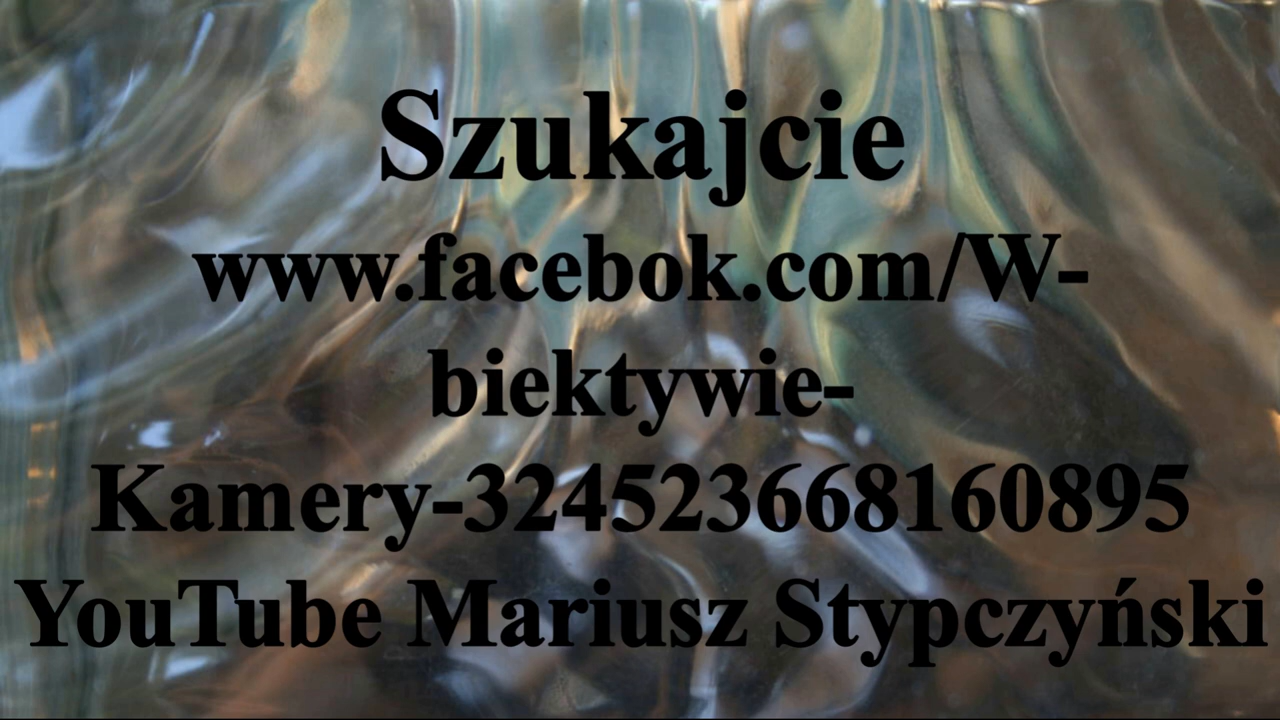 Szukajcie
www.facebok.com/W-
biektywie-
Kamery-324523668160895
YouTube Mariusz Stypczyński